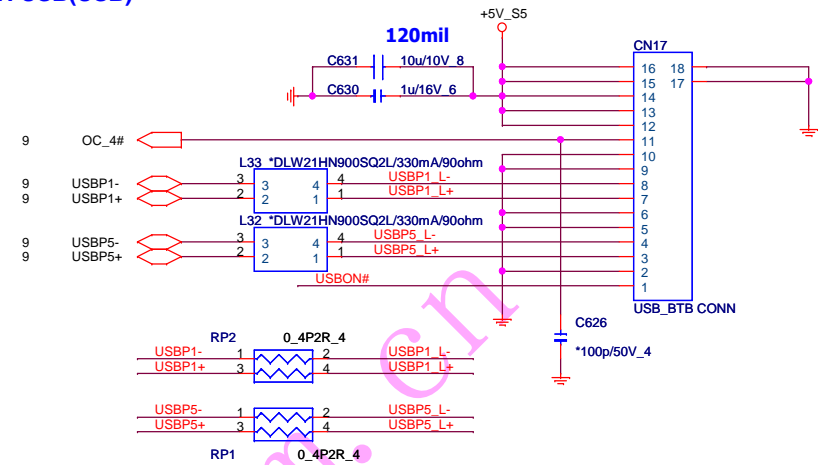 +5V_S5
120mil
CN17
C631 10u/10V_8
C630 1u/16V_6
16 18
15 17
14
13
12
9 OC_4# 11
10
L33 *DLW21HN900SQ2L/330mA/90ohm
9
9 USBP1- 3 3 4 4 USBP1_L- 8
9 USBP1+ 2 2 1 1 USBP1_L+ 7
L32 *DLW21HN900SQ2L/330mA/90ohm
6
5
9 USBP5- 3 3 4 4 USBP5_L- 4
9 USBP5+ 2 2 1 1 USBP5_L+ 3
2
USBON# 1
USB_BTB CONN
C626
*100p/50V_4
RP2 0_4P2R_4
USBP1- 1 2 USBP1_L-
USBP1+ 3 4 USBP1_L+
USBP5- 1 2 USBP5_L-
USBP5+ 3 4 USBP5_L+
RP1 0_4P2R_4